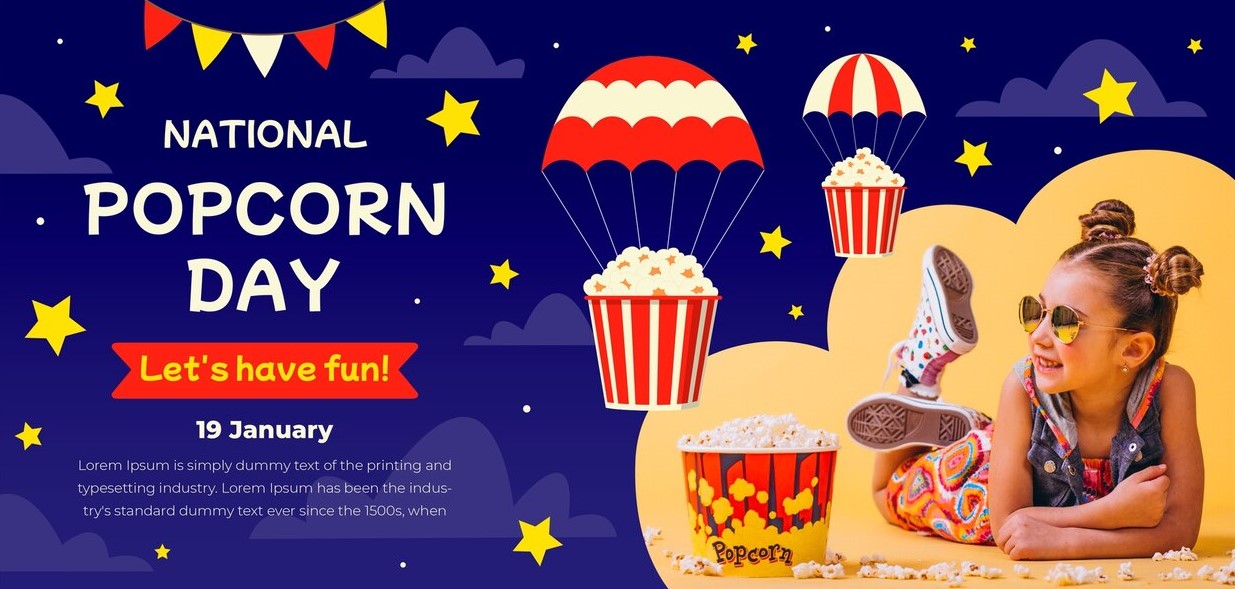 NATIONAL
POPCORN
DAY
Let's have fun!
19 January
Lorem Ipsum is simply dummy text of the printing and
typesetting industry. Lorem Ipsum has been the indus-
try's standard dummy text ever since the 1500s, when
Popcorn